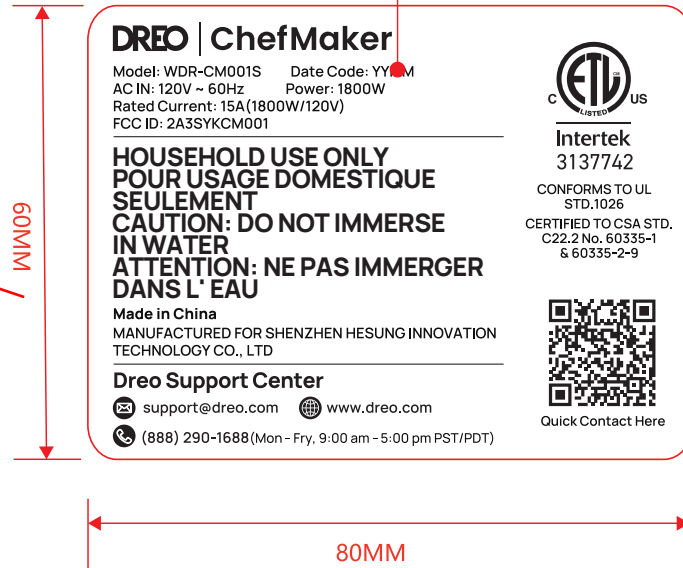 DREO | ChefMaker
Model: WDR-CM001S Date Code:
AC IN: 120V ~ 60Hz Power: 1800W
Rated Current: 15A(1800W/120V)
FCC ID: 2A3SYKCM001
HOUSEHOLD USE ONLY
POUR USAGE DOMESTIQUE
SEULEMENT
CAUTION: DO NOT IMMERSE
IN WATER
ATTENTION: NE PAS IMMERGER
DANS L' EAU
Made in China
MANUFACTURED FOR SHENZHEN HESUNG INNOVATION
TECHNOLOGY CO., LTD
Dreo Support Center
support@dreo.com www.dreo.com
(888) 290-1688(Mon - Fry, 9:00 am - 5:00 pm PST/PDT)
C ETL US
LISTED
Intertek
3137742
CONFORMS TO UL
STD.1026
CERTIFIED TO CSA STD.
C22.2 No. 60335-1
& 60335-2-9
Quick Contact Here
60MM
80MM